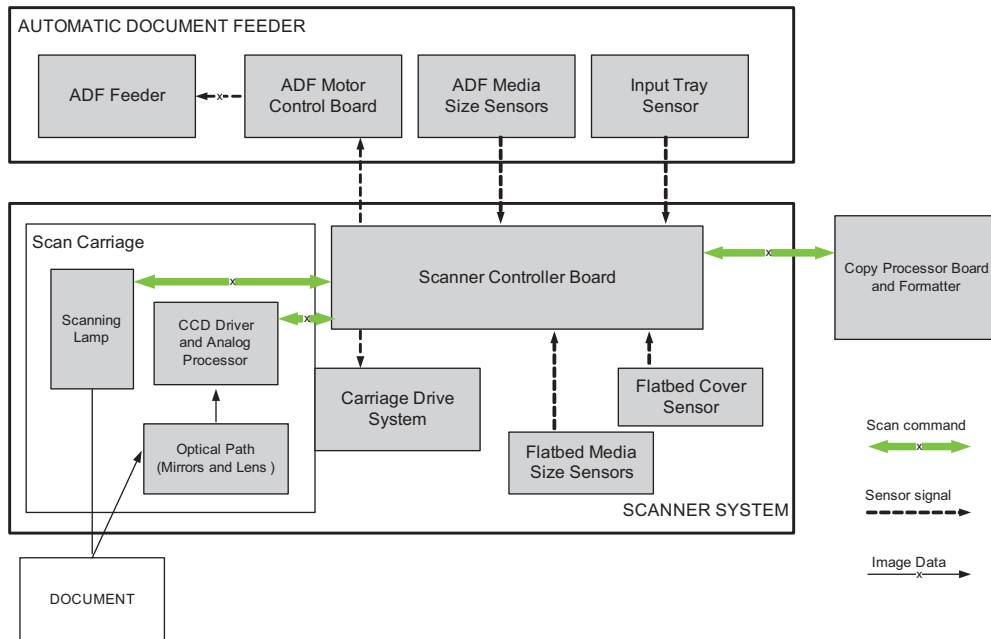 AUTOMATIC DOCUMENT FEEDER
ADF Feeder
ADF Motor
Control Board
ADF Media
Size Sensors
Input Tray
Sensor
x
Scan Carriage
Scanner Controller Board
Copy Processor Board
and Formatter
x
x
x
Scanning
Lamp
CCD Driver
and Analog
Processor
Carriage Drive
System
Flatbed Cover
Sensor
Optical Path
(Mirrors and Lens )
Flatbed Media
Size Sensors
SCANNER SYSTEM
DOCUMENT
Scan command
x
Sensor signal
Image Data
x